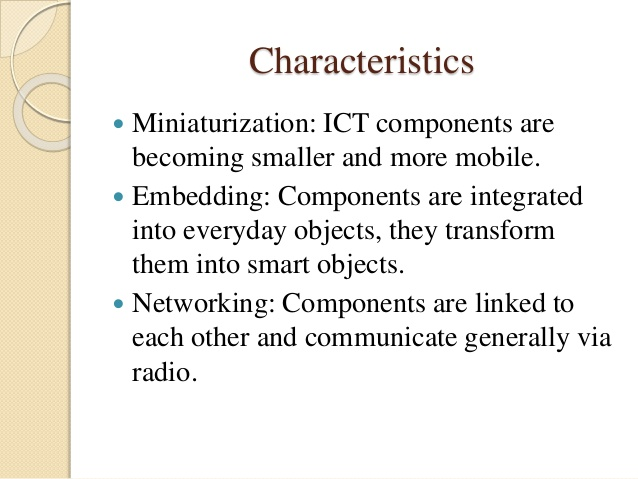 Characteristics
• Miniaturization: ICT components are
becoming smaller and more mobile.
• Embedding: Components are integrated
into everyday objects, they transform
them into smart objects.
• Networking: Components are linked to
each other and communicate generally via
radio.